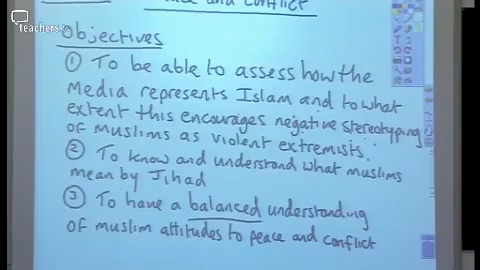 and conflict
teachers
Objectives
① To be able to assess how the
Media represents Islam and to what
extent this encourages negative stereotyping
of Muslims as violent extremists.
② To know and understand what muslims
mean by Jihad
③ To have a balanced understanding
of muslim attitudes to peace and conflict